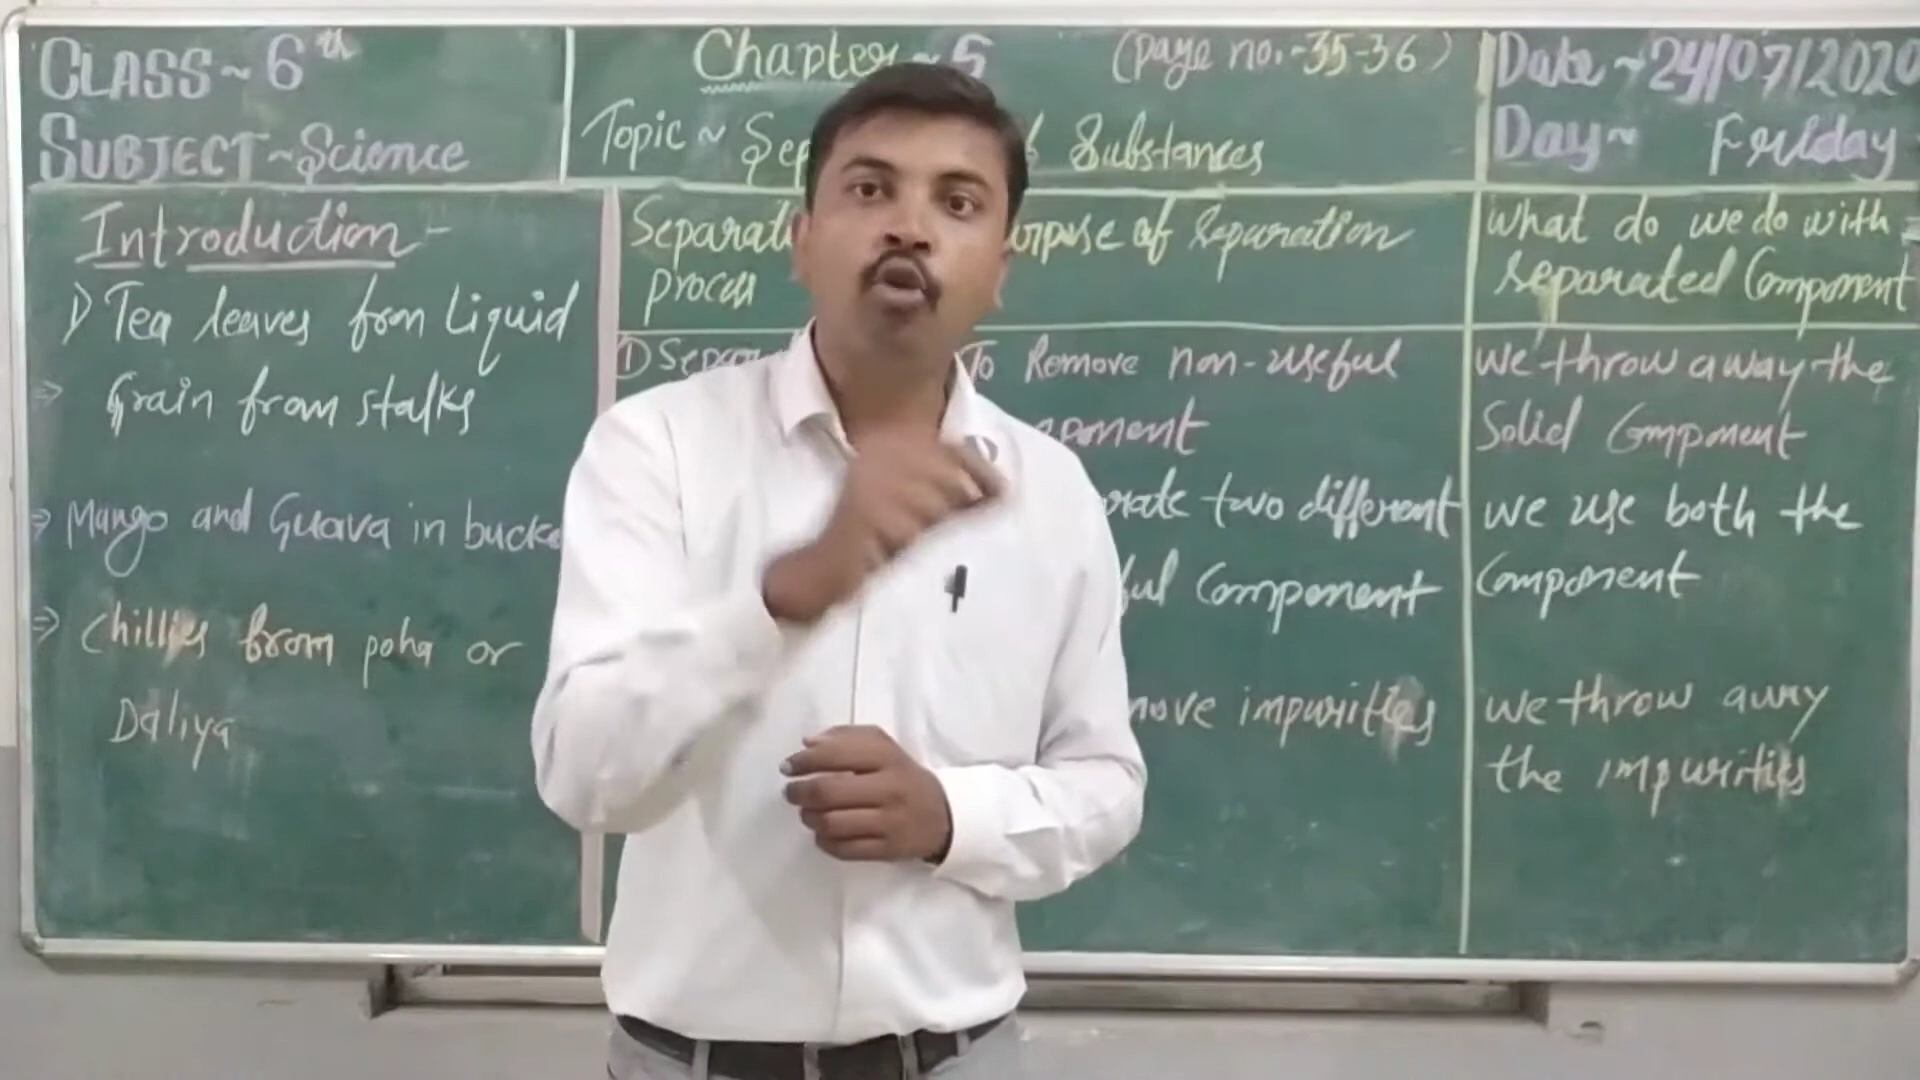 CLASS ~ 6th
SUBJECT ~ Science
Chapter ~ 5 (page no.-35-36)
Topic ~ Sep Substances
Date ~ 24/07/2020
Day ~ Friday
Introduction -
1) Tea leaves from Liquid
⇒ Grain from stalks
⇒ Mango and Guava in bucke
⇒ Chillies from poha or
Daliya
Separati
process
urpose of Separation
what do we do with =
separated Component
① Separa
To Remove non-useful
mponent
we throw away the
Solid Component
arate two different
ful Component
we use both the
Component
move impurities
we throw away
the impurities